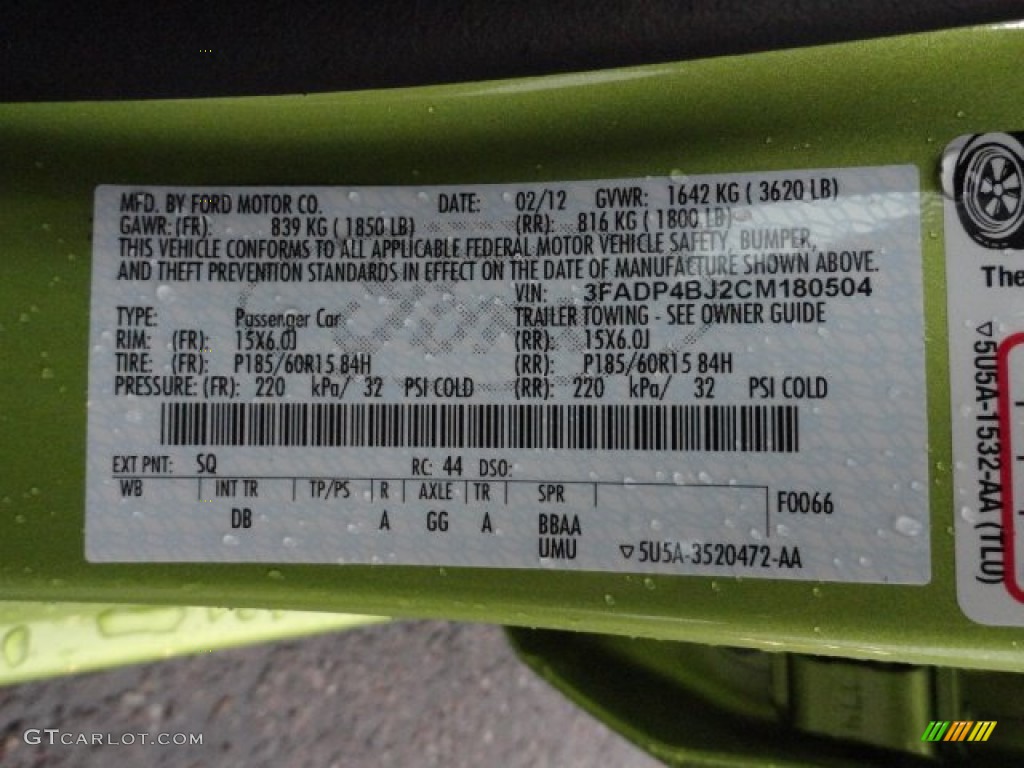 MFD. BY FORD MOTOR CO. DATE: 02/12 GVWR: 1642 KG ( 3620 LB)
GAWR: (FR): 839 KG ( 1850 LB) (RR): 816 KG ( 1800 LB)
THIS VEHICLE CONFORMS TO ALL APPLICABLE FEDERAL MOTOR VEHICLE SAFETY, BUMPER,
AND THEFT PREVENTION STANDARDS IN EFFECT ON THE DATE OF MANUFACTURE SHOWN ABOVE.
VIN: 3FADP4BJ2CM180504
TYPE: Passenger Car TRAILER TOWING - SEE OWNER GUIDE
RIM: (FR): 15X6.0J (RR): 15X6.0J
TIRE: (FR): P185/60R15 84H (RR): P185/60R15 84H
PRESSURE: (FR): 220 kPa/ 32 PSI COLD (RR): 220 kPa/ 32 PSI COLD
EXT PNT: SQ RC: 44 DSO:
WB INT TR TP/PS R AXLE TR SPR F0066
DB A GG A BBAA
UMU ▽5U5A-3520472-AA
The
▽5U5A-1532-AA (TLU)
GTCARLOT.COM